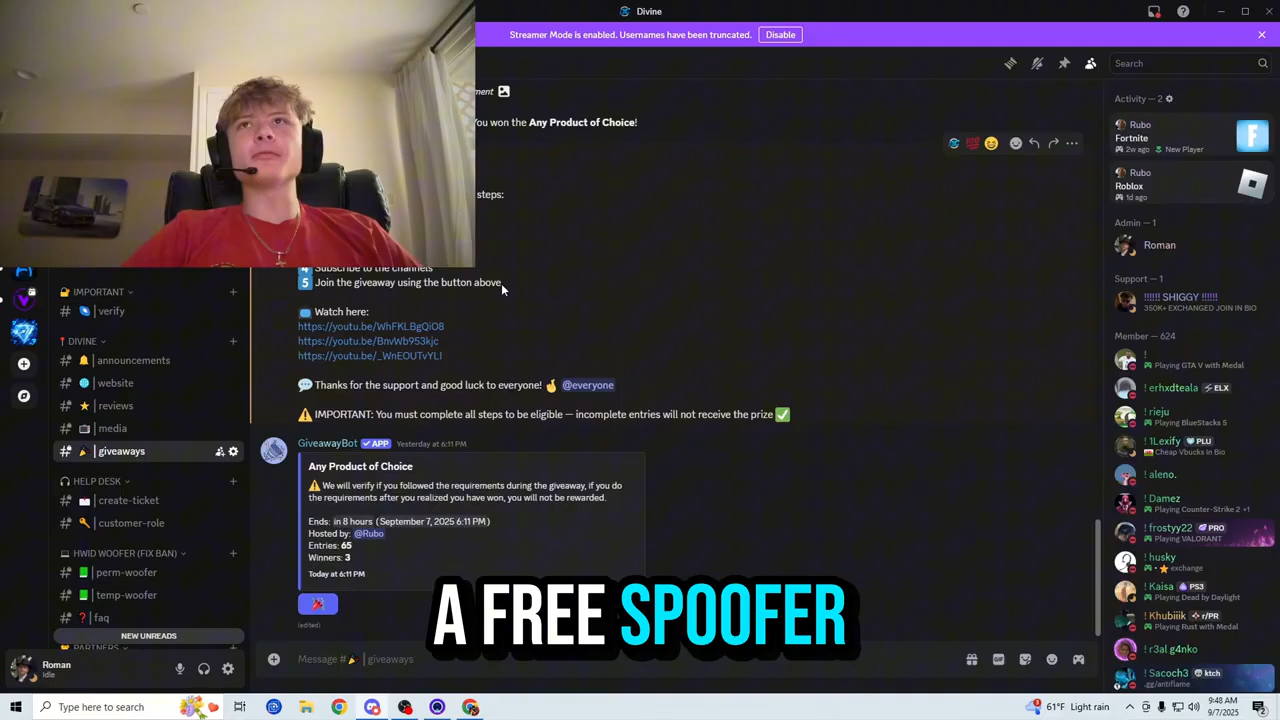 Divine
Streamer Mode is enabled. Usernames have been truncated.
Disable
Search
ment
You won the Any Product of Choice!
steps:
4 Subscribe to the channels
5 Join the giveaway using the button above
Watch here:
https://youtu.be/WhFKLBgQiO8
https://youtu.be/BnvWb953kjc
https://youtu.be/_WnEOUTvYLI
Thanks for the support and good luck to everyone! @everyone
IMPORTANT: You must complete all steps to be eligible — incomplete entries will not receive the prize
GiveawayBot APP Yesterday at 6:11 PM
Any Product of Choice
We will verify if you followed the requirements during the giveaway, if you do
the requirements after you realized you have won, you will not be rewarded.
Ends: in 8 hours (September 7, 2025 6:11 PM)
Hosted by: @Rubo
Entries: 65
Winners: 3
Today at 6:11 PM
(edited)
Message # | giveaways
A FREE SPOOFER
IMPORTANT
| verify
DIVINE
| announcements
| website
| reviews
| media
| giveaways
HELP DESK
| create-ticket
| customer-role
HWID WOOFER (FIX BAN)
| perm-woofer
| temp-woofer
| faq
NEW UNREADS
Roman
Idle
Activity — 2
Rubo
Fortnite
2w ago New Player
Rubo
Roblox
1d ago
Admin — 1
Roman
Support — 1
!!!!!! SHIGGY !!!!!!
350K+ EXCHANGED JOIN IN BIO
Member — 624
!
Playing GTA V with Medal
! erhxdteala ELX
! rieju
Playing BlueStacks 5
! 1Lexify PLU
Cheap Vbucks In Bio
! aleno.
! Damez
Playing Counter-Strike 2 +1
! frostyy22 PRO
Playing VALORANT
! husky
exchange
! Kaisa PS3
Playing Dead by Daylight
! Khubiiik r/PR
Playing Rust with Medal
! r3al g4nko
! Sacoch3 ktch
.gg/antiflame
Type here to search
61°F Light rain
9:48 AM
9/7/2025